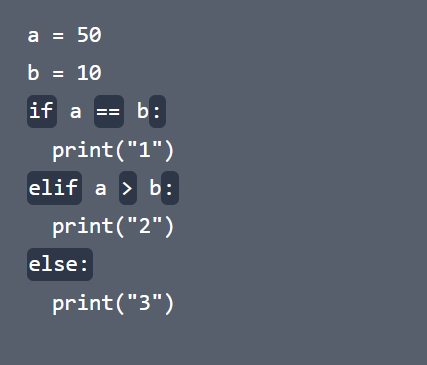 a = 50
b = 10
if a == b:
  print("1")
elif a > b:
  print("2")
else:
  print("3")